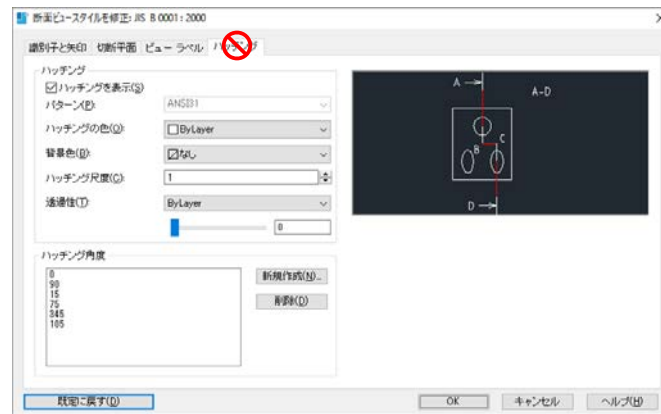 断面ビュースタイルを修正: JIS B 0001 : 2000
識別子と矢印 切断平面 ビュー ラベル ハッチング
ハッチング
ハッチングを表示(S)
パターン(P): ANSI31
ハッチングの色(O): ByLayer
背景色(B): なし
ハッチング尺度(C): 1
透過性(T): ByLayer
0
ハッチング角度
0
90
15
75
345
105
新規作成(N)...
削除(D)
A
A-D
C
B
D
既定に戻す(D)
OK キャンセル ヘルプ(H)